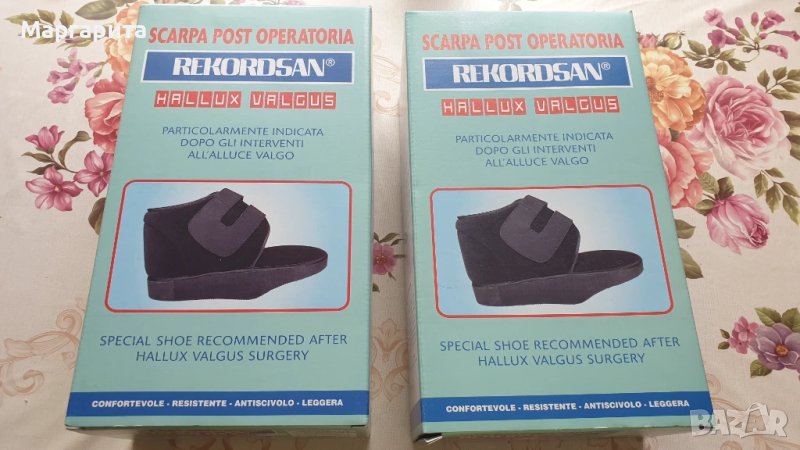 Маргарита
SCARPA POST OPERATORIA
REKORDSAN®
HALLUX VALGUS
PARTICOLARMENTE INDICATA
DOPO GLI INTERVENTI
ALL'ALLUCE VALGO
SPECIAL SHOE RECOMMENDED AFTER
HALLUX VALGUS SURGERY
CONFORTEVOLE - RESISTENTE - ANTISCIVOLO - LEGGERA
SCARPA POST OPERATORIA
REKORDSAN®
HALLUX VALGUS
PARTICOLARMENTE INDICATA
DOPO GLI INTERVENTI
ALL'ALLUCE VALGO
SPECIAL SHOE RECOMMENDED AFTER
HALLUX VALGUS SURGERY
CONFORTEVOLE - RESISTENTE - ANTISCIVOLO - LEGGERA
BAZAR